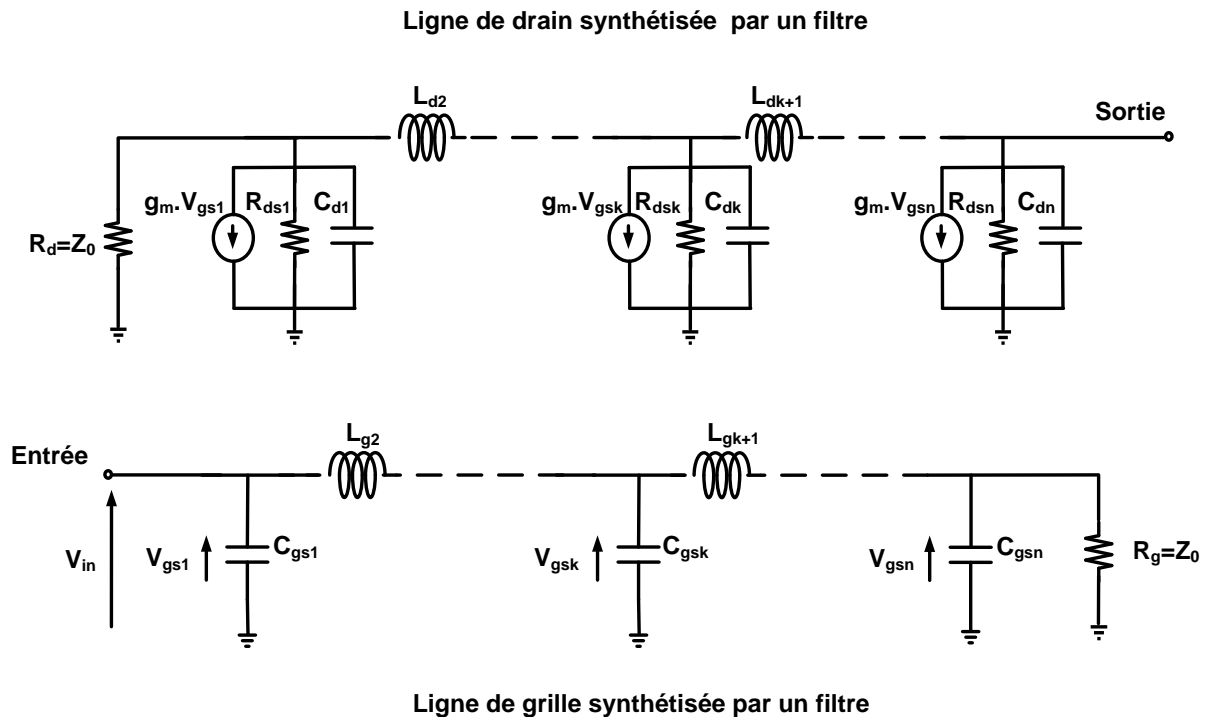 Ligne de drain synthétisée par un filtre
L_d2
L_dk+1
Sortie
g_m.V_gs1 R_ds1 C_d1
g_m.V_gsk R_dsk C_dk
g_m.V_gsn R_dsn C_dn
R_d=Z_0
L_g2
L_gk+1
Entrée
V_in
V_gs1
C_gs1
V_gsk
C_gsk
V_gsn
C_gsn
R_g=Z_0
Ligne de grille synthétisée par un filtre